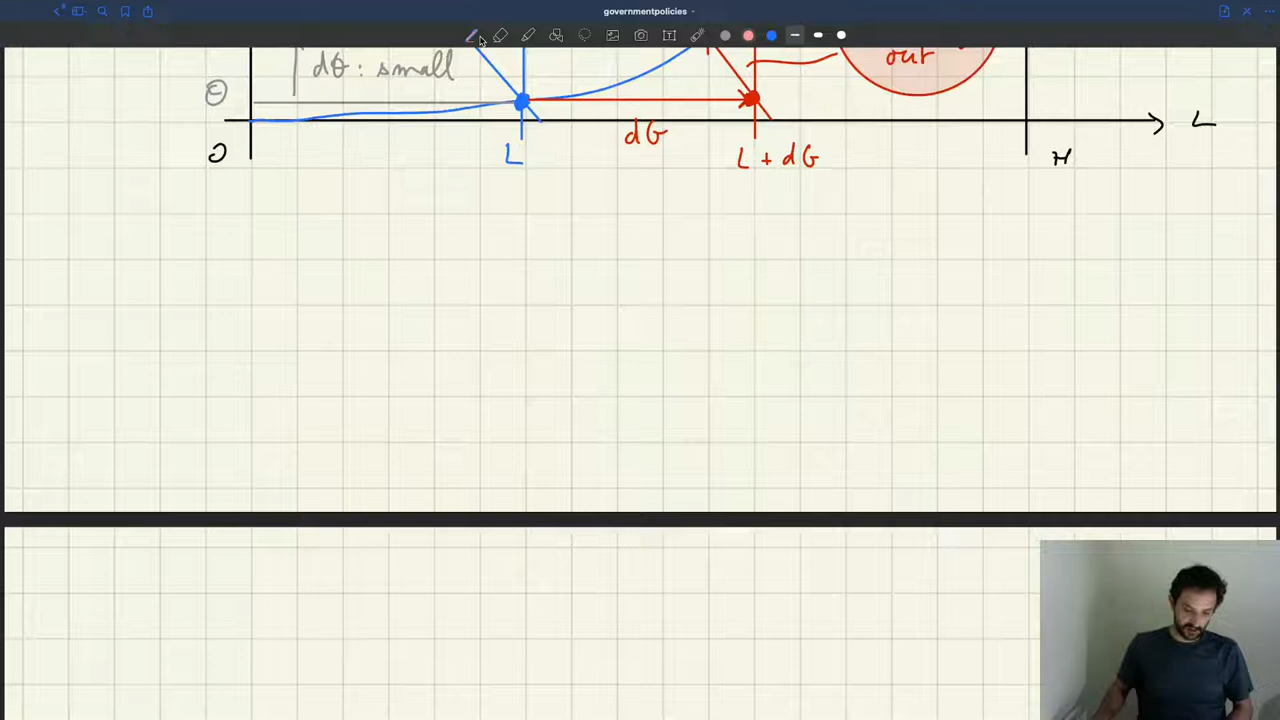 governmentpolicies
out
dθ : small
θ
dG
L
O
L
L + dG
H